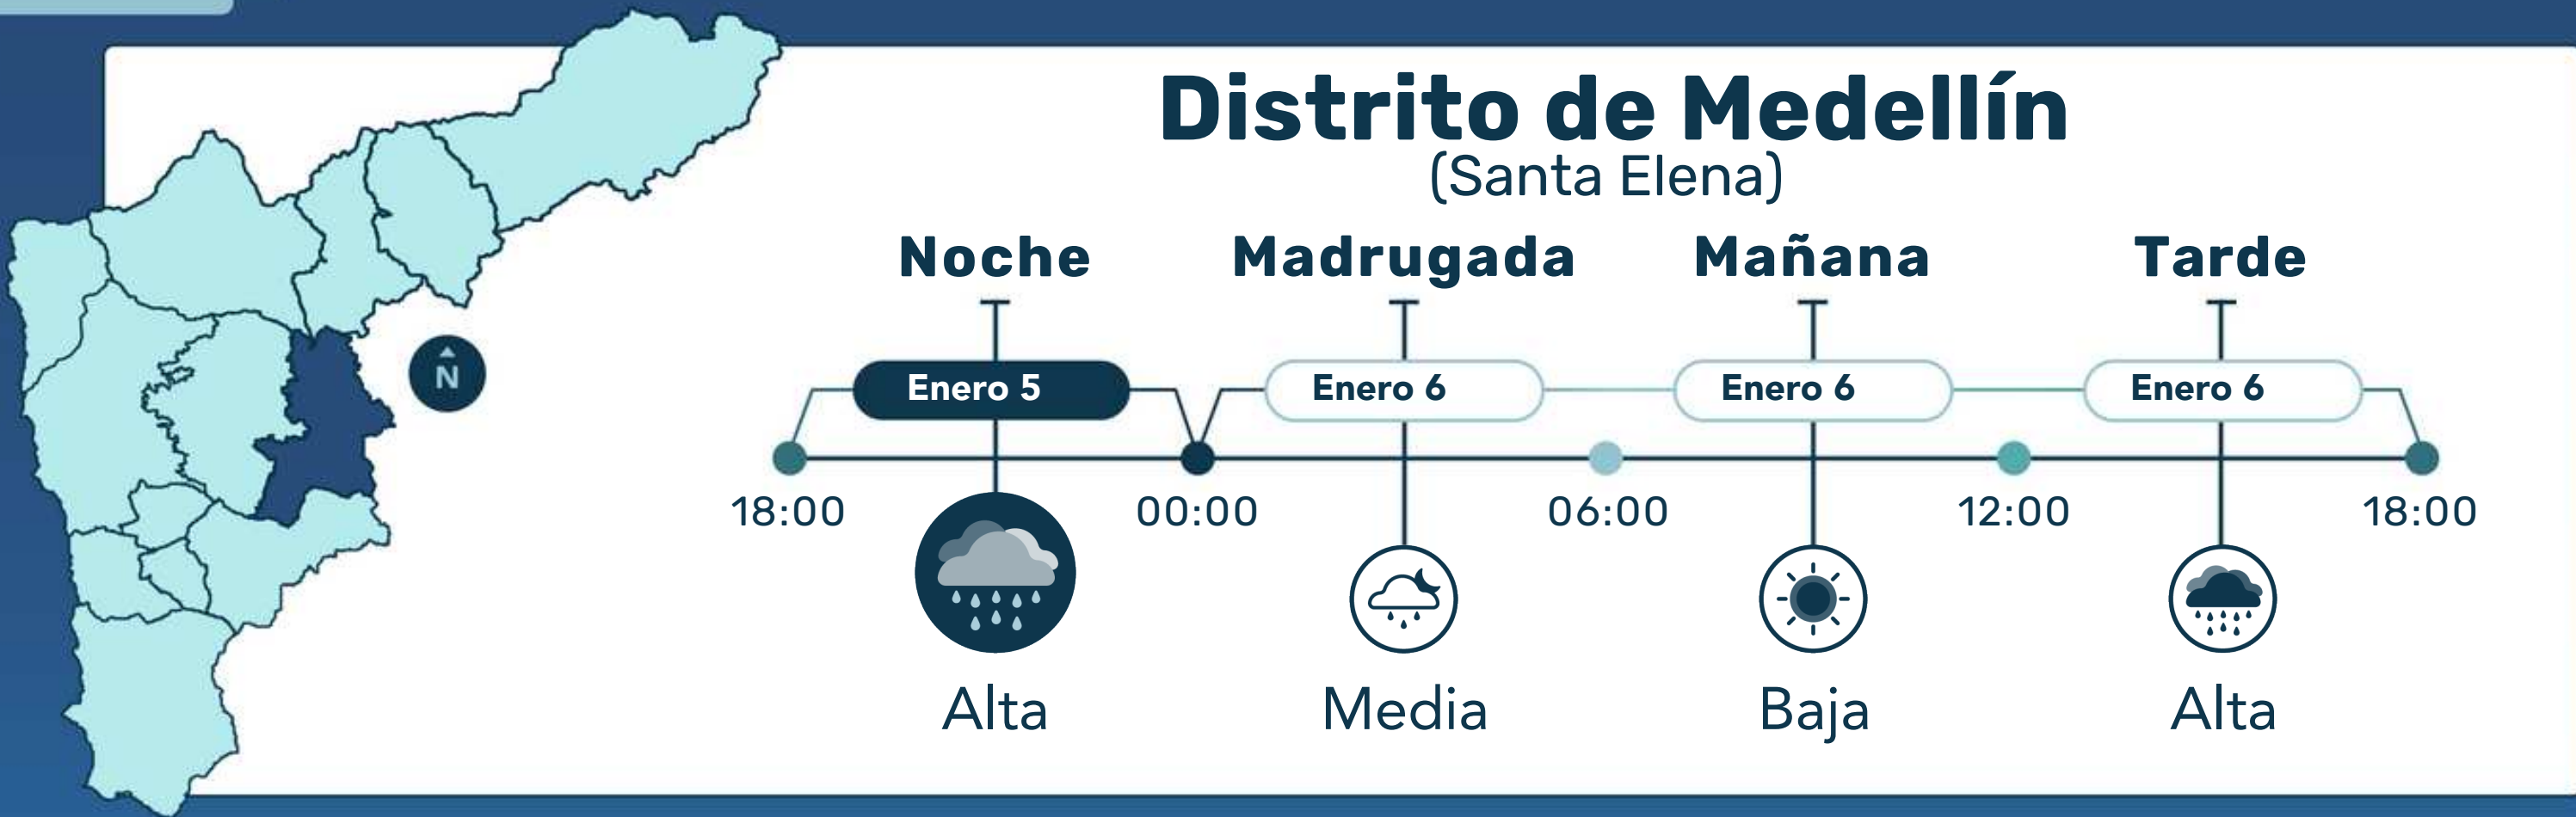 Distrito de Medellín
(Santa Elena)
Noche Madrugada Mañana Tarde
Enero 5 Enero 6 Enero 6 Enero 6
N
18:00 00:00 06:00 12:00 18:00
Alta Media Baja Alta